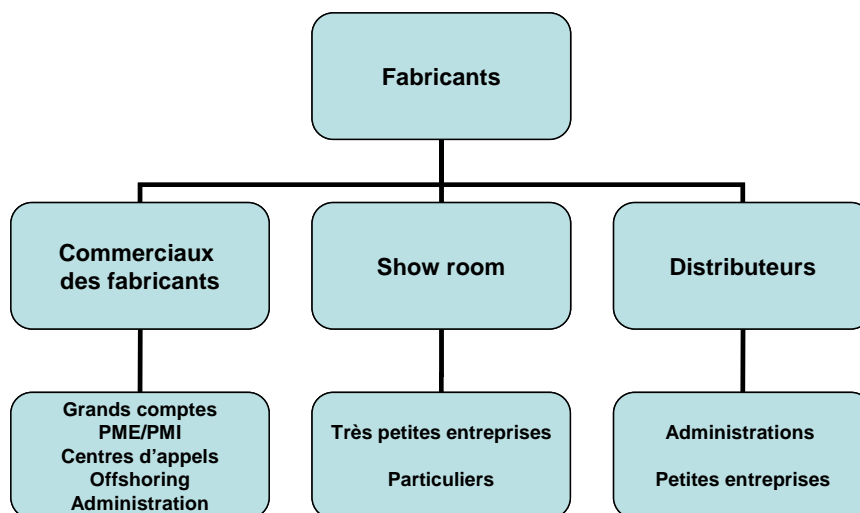 Fabricants
Commerciaux
des fabricants
Show room
Distributeurs
Grands comptes
PME/PMI
Centres d'appels
Offshoring
Administration
Très petites entreprises
Particuliers
Administrations
Petites entreprises